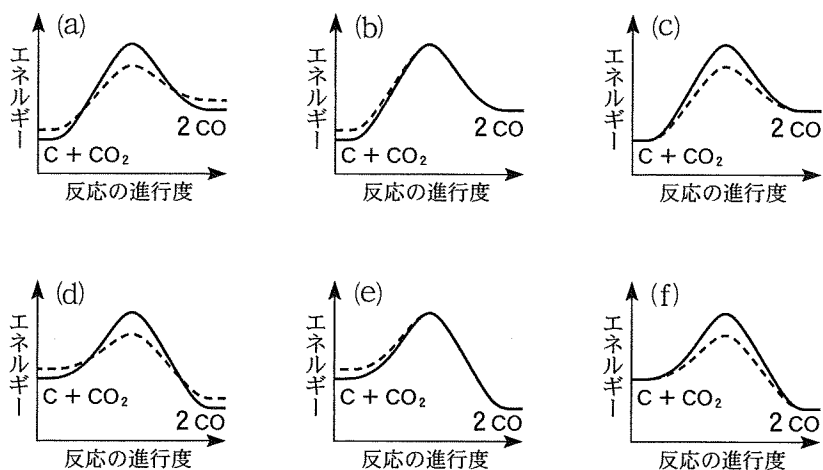 (a)
エネルギー
C + CO₂
2 CO
反応の進行度
(b)
エネルギー
C + CO₂
2 CO
反応の進行度
(c)
エネルギー
C + CO₂
2 CO
反応の進行度
(d)
エネルギー
C + CO₂
2 CO
反応の進行度
(e)
エネルギー
C + CO₂
2 CO
反応の進行度
(f)
エネルギー
C + CO₂
2 CO
反応の進行度